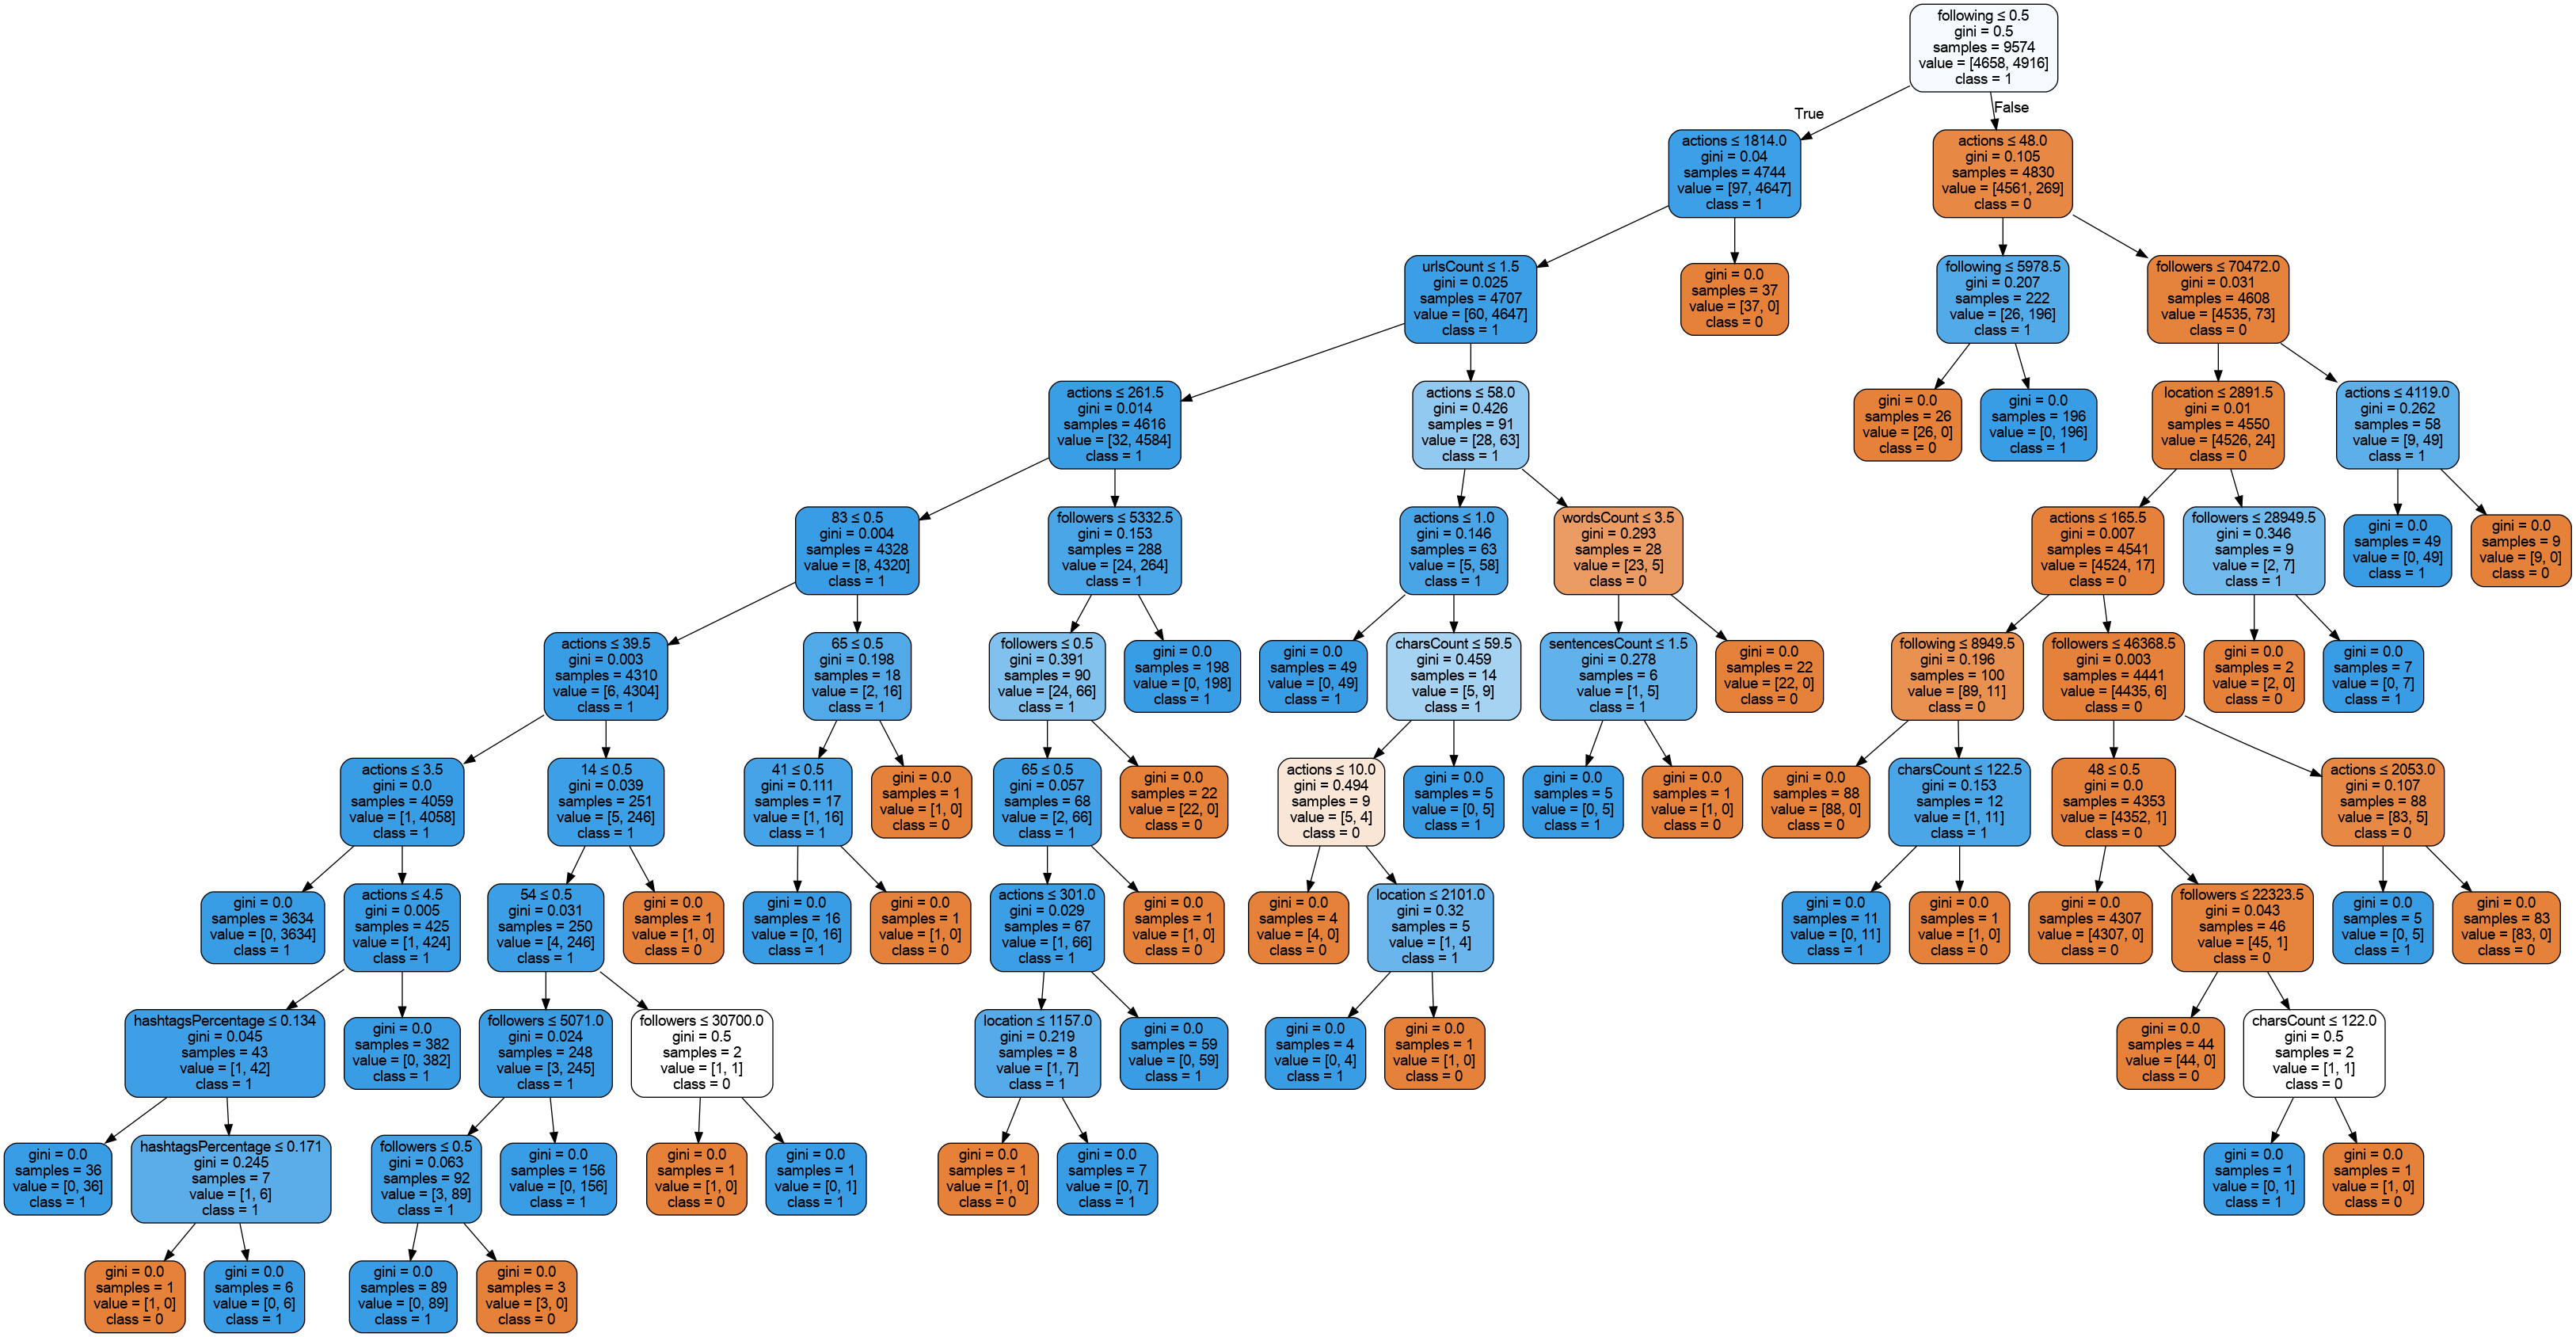 following ≤ 0.5
gini = 0.5
samples = 9574
value = [4658, 4916]
class = 1
True
False
actions ≤ 1814.0
gini = 0.04
samples = 4744
value = [97, 4647]
class = 1
actions ≤ 48.0
gini = 0.105
samples = 4830
value = [4561, 269]
class = 0
urlsCount ≤ 1.5
gini = 0.025
samples = 4707
value = [60, 4647]
class = 1
gini = 0.0
samples = 37
value = [37, 0]
class = 0
following ≤ 5978.5
gini = 0.207
samples = 222
value = [26, 196]
class = 1
followers ≤ 70472.0
gini = 0.031
samples = 4608
value = [4535, 73]
class = 0
actions ≤ 261.5
gini = 0.014
samples = 4616
value = [32, 4584]
class = 1
actions ≤ 58.0
gini = 0.426
samples = 91
value = [28, 63]
class = 1
gini = 0.0
samples = 26
value = [26, 0]
class = 0
gini = 0.0
samples = 196
value = [0, 196]
class = 1
location ≤ 2891.5
gini = 0.01
samples = 4550
value = [4526, 24]
class = 0
actions ≤ 4119.0
gini = 0.262
samples = 58
value = [9, 49]
class = 1
83 ≤ 0.5
gini = 0.004
samples = 4328
value = [8, 4320]
class = 1
followers ≤ 5332.5
gini = 0.153
samples = 288
value = [24, 264]
class = 1
actions ≤ 1.0
gini = 0.146
samples = 63
value = [5, 58]
class = 1
wordsCount ≤ 3.5
gini = 0.293
samples = 28
value = [23, 5]
class = 0
actions ≤ 165.5
gini = 0.007
samples = 4541
value = [4524, 17]
class = 0
followers ≤ 28949.5
gini = 0.346
samples = 9
value = [2, 7]
class = 1
gini = 0.0
samples = 49
value = [0, 49]
class = 1
gini = 0.0
samples = 9
value = [9, 0]
class = 0
actions ≤ 39.5
gini = 0.003
samples = 4310
value = [6, 4304]
class = 1
65 ≤ 0.5
gini = 0.198
samples = 18
value = [2, 16]
class = 1
followers ≤ 0.5
gini = 0.391
samples = 90
value = [24, 66]
class = 1
gini = 0.0
samples = 198
value = [0, 198]
class = 1
gini = 0.0
samples = 49
value = [0, 49]
class = 1
charsCount ≤ 59.5
gini = 0.459
samples = 14
value = [5, 9]
class = 1
sentencesCount ≤ 1.5
gini = 0.278
samples = 6
value = [1, 5]
class = 1
gini = 0.0
samples = 22
value = [22, 0]
class = 0
following ≤ 8949.5
gini = 0.196
samples = 100
value = [89, 11]
class = 0
followers ≤ 46368.5
gini = 0.003
samples = 4441
value = [4435, 6]
class = 0
gini = 0.0
samples = 2
value = [2, 0]
class = 0
gini = 0.0
samples = 7
value = [0, 7]
class = 1
actions ≤ 3.5
gini = 0.0
samples = 4059
value = [1, 4058]
class = 1
14 ≤ 0.5
gini = 0.039
samples = 251
value = [5, 246]
class = 1
41 ≤ 0.5
gini = 0.111
samples = 17
value = [1, 16]
class = 1
gini = 0.0
samples = 1
value = [1, 0]
class = 0
65 ≤ 0.5
gini = 0.057
samples = 68
value = [2, 66]
class = 1
gini = 0.0
samples = 22
value = [22, 0]
class = 0
actions ≤ 10.0
gini = 0.494
samples = 9
value = [5, 4]
class = 0
gini = 0.0
samples = 5
value = [0, 5]
class = 1
gini = 0.0
samples = 5
value = [0, 5]
class = 1
gini = 0.0
samples = 1
value = [1, 0]
class = 0
gini = 0.0
samples = 88
value = [88, 0]
class = 0
charsCount ≤ 122.5
gini = 0.153
samples = 12
value = [1, 11]
class = 1
48 ≤ 0.5
gini = 0.0
samples = 4353
value = [4352, 1]
class = 0
actions ≤ 2053.0
gini = 0.107
samples = 88
value = [83, 5]
class = 0
gini = 0.0
samples = 3634
value = [0, 3634]
class = 1
actions ≤ 4.5
gini = 0.005
samples = 425
value = [1, 424]
class = 1
54 ≤ 0.5
gini = 0.031
samples = 250
value = [4, 246]
class = 1
gini = 0.0
samples = 1
value = [1, 0]
class = 0
gini = 0.0
samples = 16
value = [0, 16]
class = 1
gini = 0.0
samples = 1
value = [1, 0]
class = 0
actions ≤ 301.0
gini = 0.029
samples = 67
value = [1, 66]
class = 1
gini = 0.0
samples = 1
value = [1, 0]
class = 0
gini = 0.0
samples = 4
value = [4, 0]
class = 0
location ≤ 2101.0
gini = 0.32
samples = 5
value = [1, 4]
class = 1
gini = 0.0
samples = 11
value = [0, 11]
class = 1
gini = 0.0
samples = 1
value = [1, 0]
class = 0
gini = 0.0
samples = 4307
value = [4307, 0]
class = 0
followers ≤ 22323.5
gini = 0.043
samples = 46
value = [45, 1]
class = 0
gini = 0.0
samples = 5
value = [0, 5]
class = 1
gini = 0.0
samples = 83
value = [83, 0]
class = 0
hashtagsPercentage ≤ 0.134
gini = 0.045
samples = 43
value = [1, 42]
class = 1
gini = 0.0
samples = 382
value = [0, 382]
class = 1
followers ≤ 5071.0
gini = 0.024
samples = 248
value = [3, 245]
class = 1
followers ≤ 30700.0
gini = 0.5
samples = 2
value = [1, 1]
class = 0
location ≤ 1157.0
gini = 0.219
samples = 8
value = [1, 7]
class = 1
gini = 0.0
samples = 59
value = [0, 59]
class = 1
gini = 0.0
samples = 4
value = [0, 4]
class = 1
gini = 0.0
samples = 1
value = [1, 0]
class = 0
gini = 0.0
samples = 44
value = [44, 0]
class = 0
charsCount ≤ 122.0
gini = 0.5
samples = 2
value = [1, 1]
class = 0
gini = 0.0
samples = 36
value = [0, 36]
class = 1
hashtagsPercentage ≤ 0.171
gini = 0.245
samples = 7
value = [1, 6]
class = 1
followers ≤ 0.5
gini = 0.063
samples = 92
value = [3, 89]
class = 1
gini = 0.0
samples = 156
value = [0, 156]
class = 1
gini = 0.0
samples = 1
value = [1, 0]
class = 0
gini = 0.0
samples = 1
value = [0, 1]
class = 1
gini = 0.0
samples = 1
value = [1, 0]
class = 0
gini = 0.0
samples = 7
value = [0, 7]
class = 1
gini = 0.0
samples = 1
value = [0, 1]
class = 1
gini = 0.0
samples = 1
value = [1, 0]
class = 0
gini = 0.0
samples = 1
value = [1, 0]
class = 0
gini = 0.0
samples = 6
value = [0, 6]
class = 1
gini = 0.0
samples = 89
value = [0, 89]
class = 1
gini = 0.0
samples = 3
value = [3, 0]
class = 0